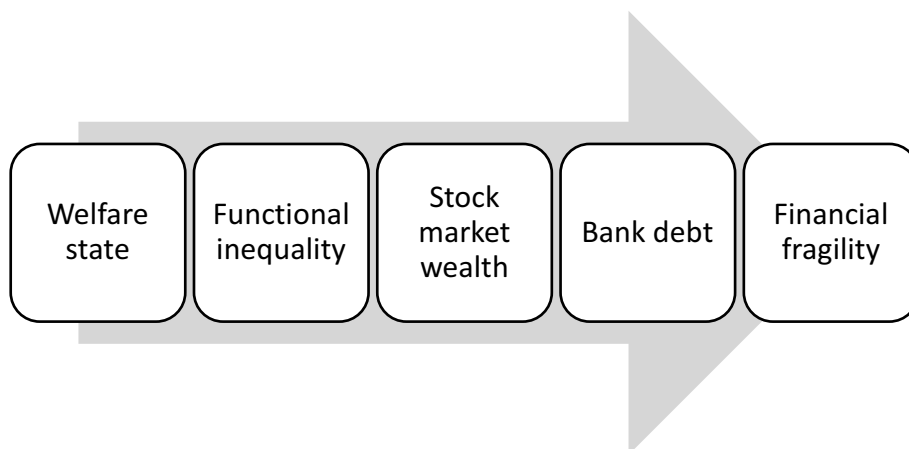 Welfare
state
Functional
inequality
Stock
market
wealth
Bank debt
Financial
fragility